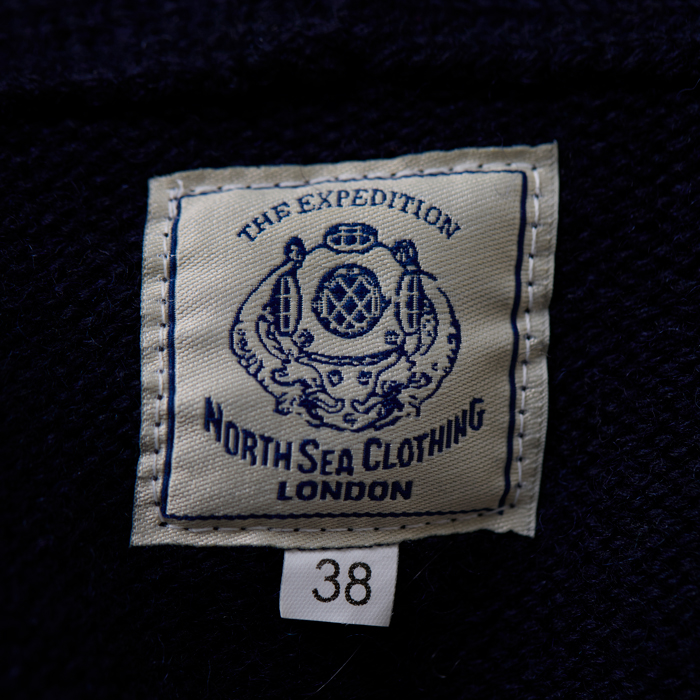 THE EXPEDITION
NORTH SEA CLOTHING
LONDON
38